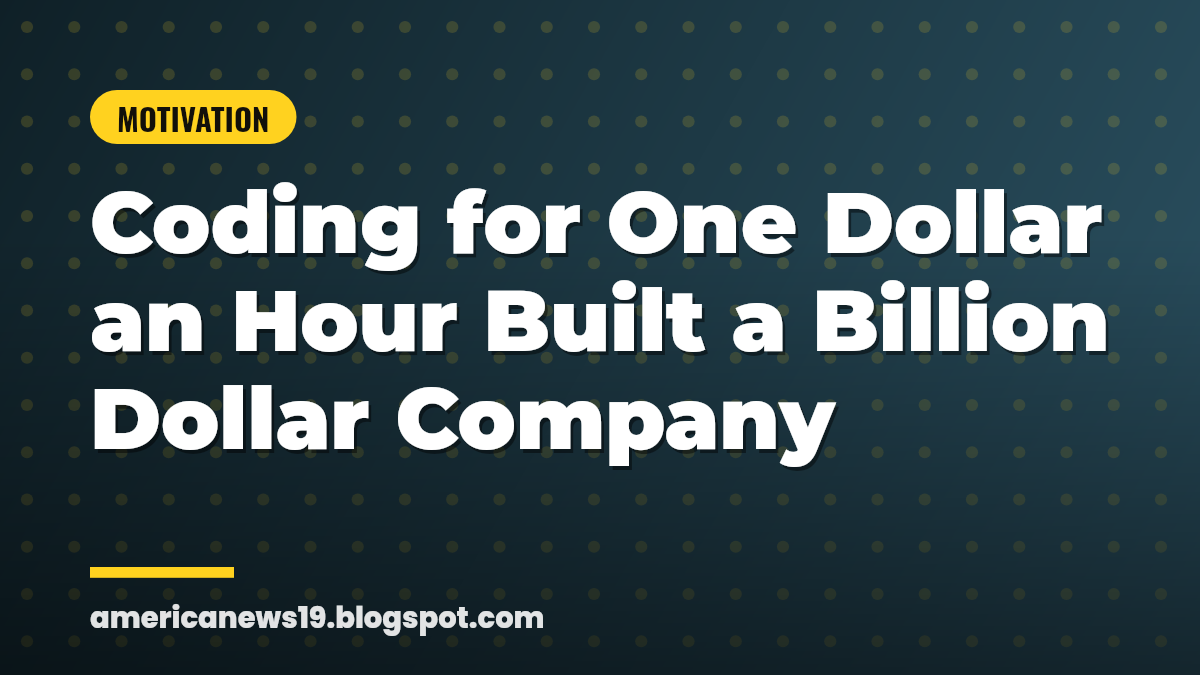 MOTIVATION
Coding for One Dollar
an Hour Built a Billion
Dollar Company
americanews19.blogspot.com